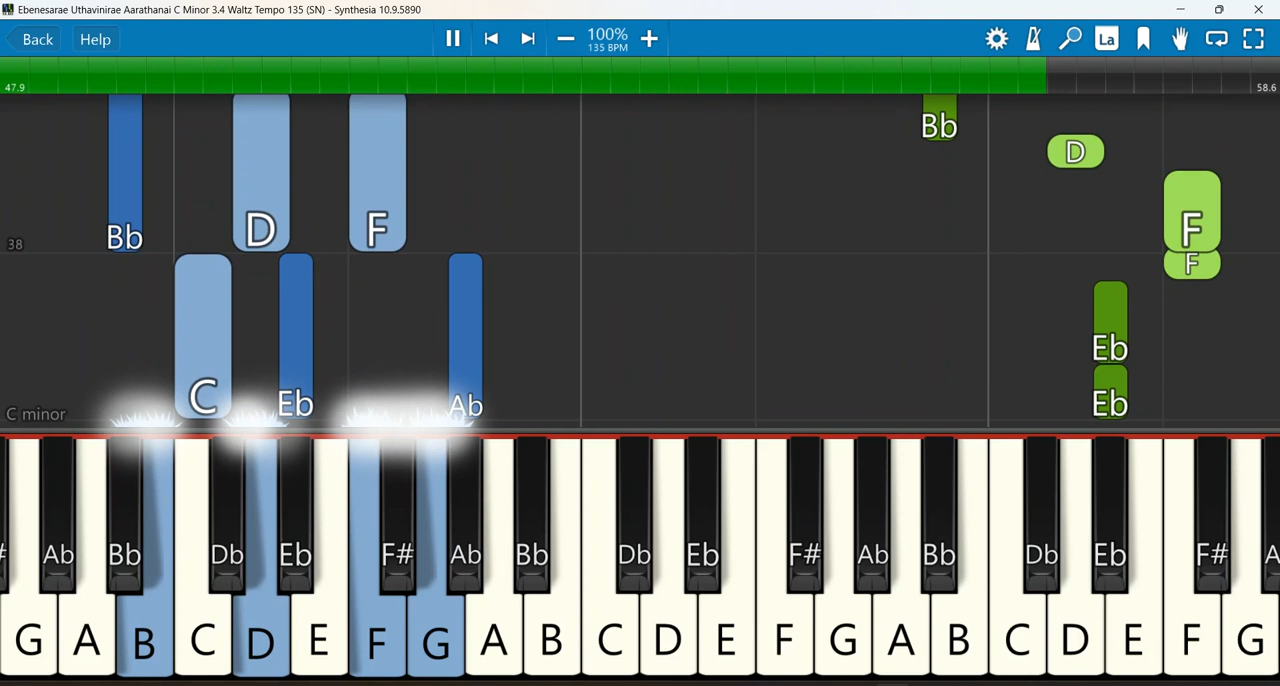 Ebenesarae Uthavinirae Aarathanai C Minor 3.4 Waltz Tempo 135 (SN) - Synthesia 10.9.5890
Back Help 100% La
135 BPM
47.9 58.6
Bb
D
Bb D F F
38
F
Eb
C Eb Ab Eb
C minor
Ab Bb Db Eb F# Ab Bb Db Eb F# Ab Bb Db Eb F# A
G A B C D E F G A B C D E F G A B C D E F G